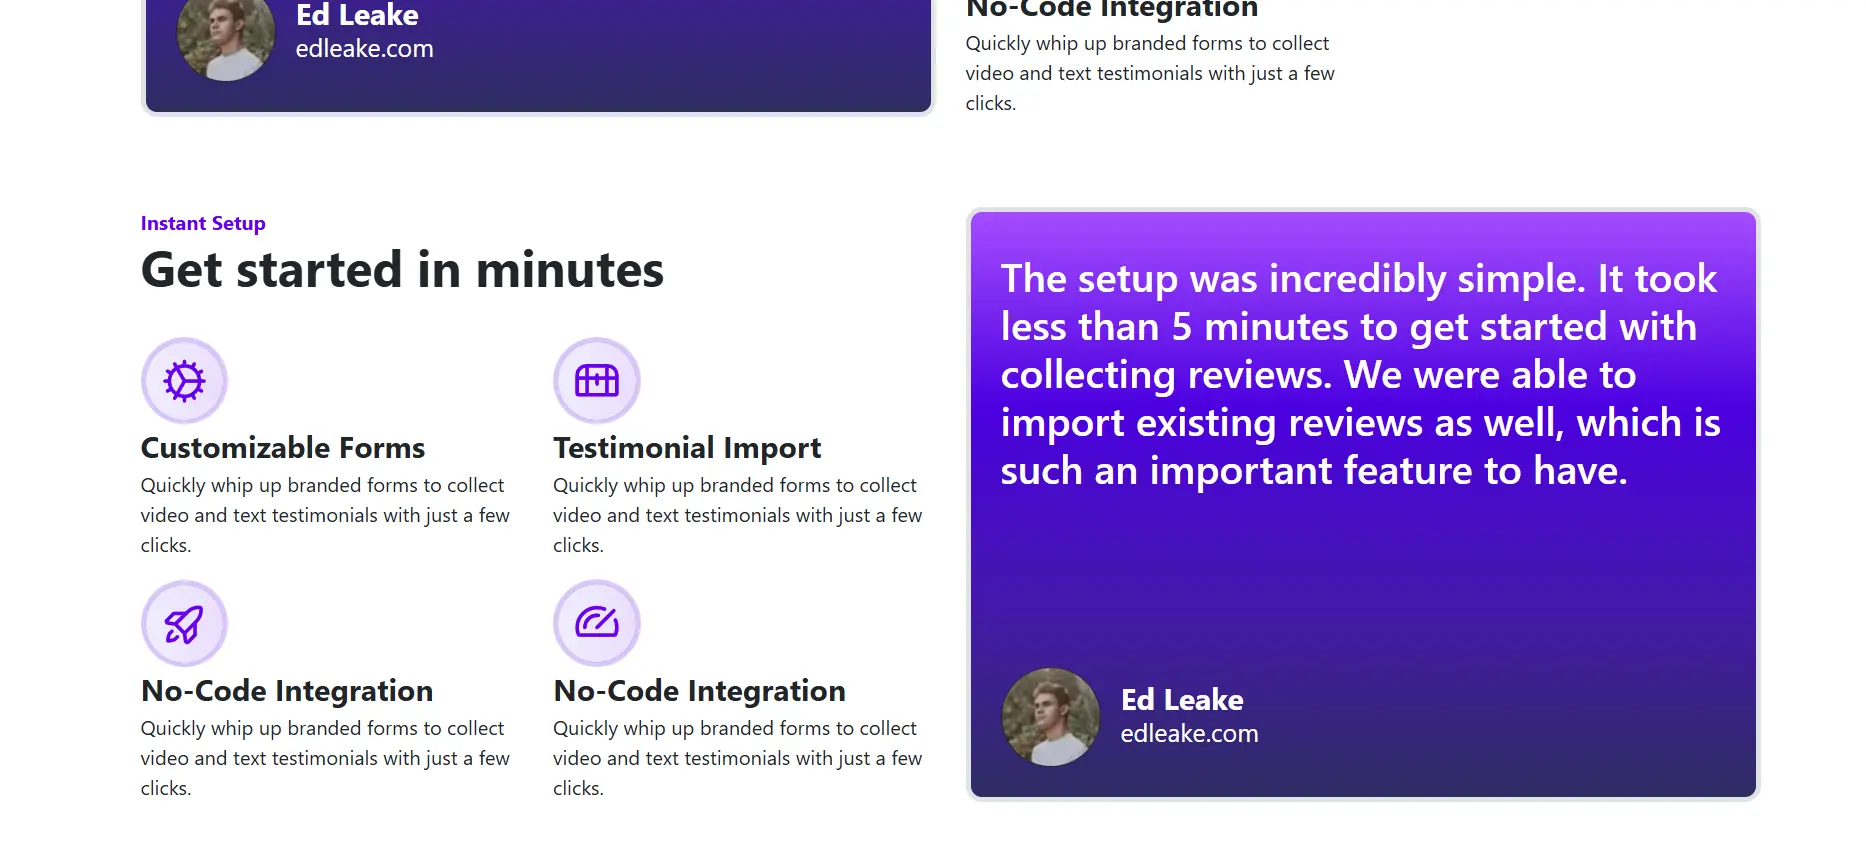 Ed Leake
edleake.com
No-Code Integration
Quickly whip up branded forms to collect
video and text testimonials with just a few
clicks.
Instant Setup
Get started in minutes
Customizable Forms
Quickly whip up branded forms to collect
video and text testimonials with just a few
clicks.
Testimonial Import
Quickly whip up branded forms to collect
video and text testimonials with just a few
clicks.
No-Code Integration
Quickly whip up branded forms to collect
video and text testimonials with just a few
clicks.
No-Code Integration
Quickly whip up branded forms to collect
video and text testimonials with just a few
clicks.
The setup was incredibly simple. It took
less than 5 minutes to get started with
collecting reviews. We were able to
import existing reviews as well, which is
such an important feature to have.
Ed Leake
edleake.com